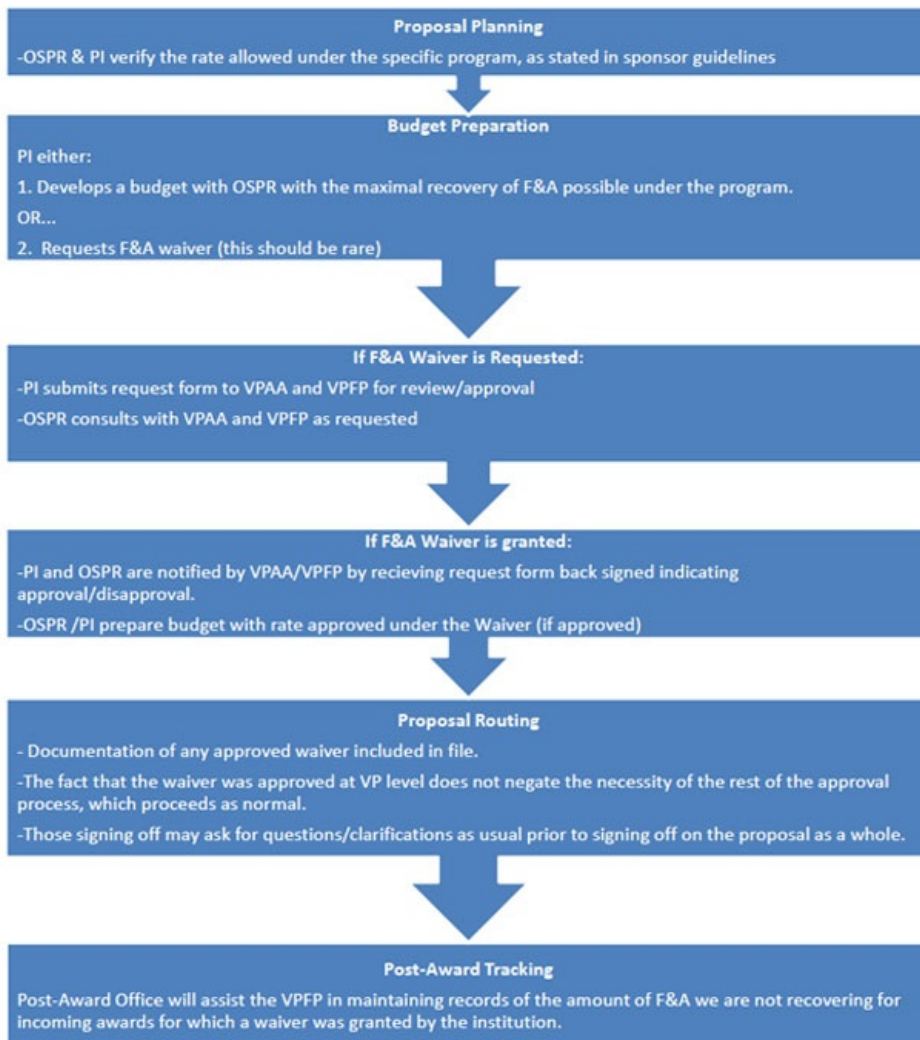 Proposal Planning
-OSPR & PI verify the rate allowed under the specific program, as stated in sponsor guidelines
Budget Preparation
PI either:
1. Develops a budget with OSPR with the maximal recovery of F&A possible under the program.
OR...
2. Requests F&A waiver (this should be rare)
If F&A Waiver is Requested:
-PI submits request form to VPAA and VPFP for review/approval
-OSPR consults with VPAA and VPFP as requested
If F&A Waiver is granted:
-PI and OSPR are notified by VPAA/VPFP by recieving request form back signed indicating
approval/disapproval.
-OSPR /PI prepare budget with rate approved under the Waiver (if approved)
Proposal Routing
- Documentation of any approved waiver included in file.
-The fact that the waiver was approved at VP level does not negate the necessity of the rest of the approval
process, which proceeds as normal.
-Those signing off may ask for questions/clarifications as usual prior to signing off on the proposal as a whole.
Post-Award Tracking
Post-Award Office will assist the VPFP in maintaining records of the amount of F&A we are not recovering for
incoming awards for which a waiver was granted by the institution.